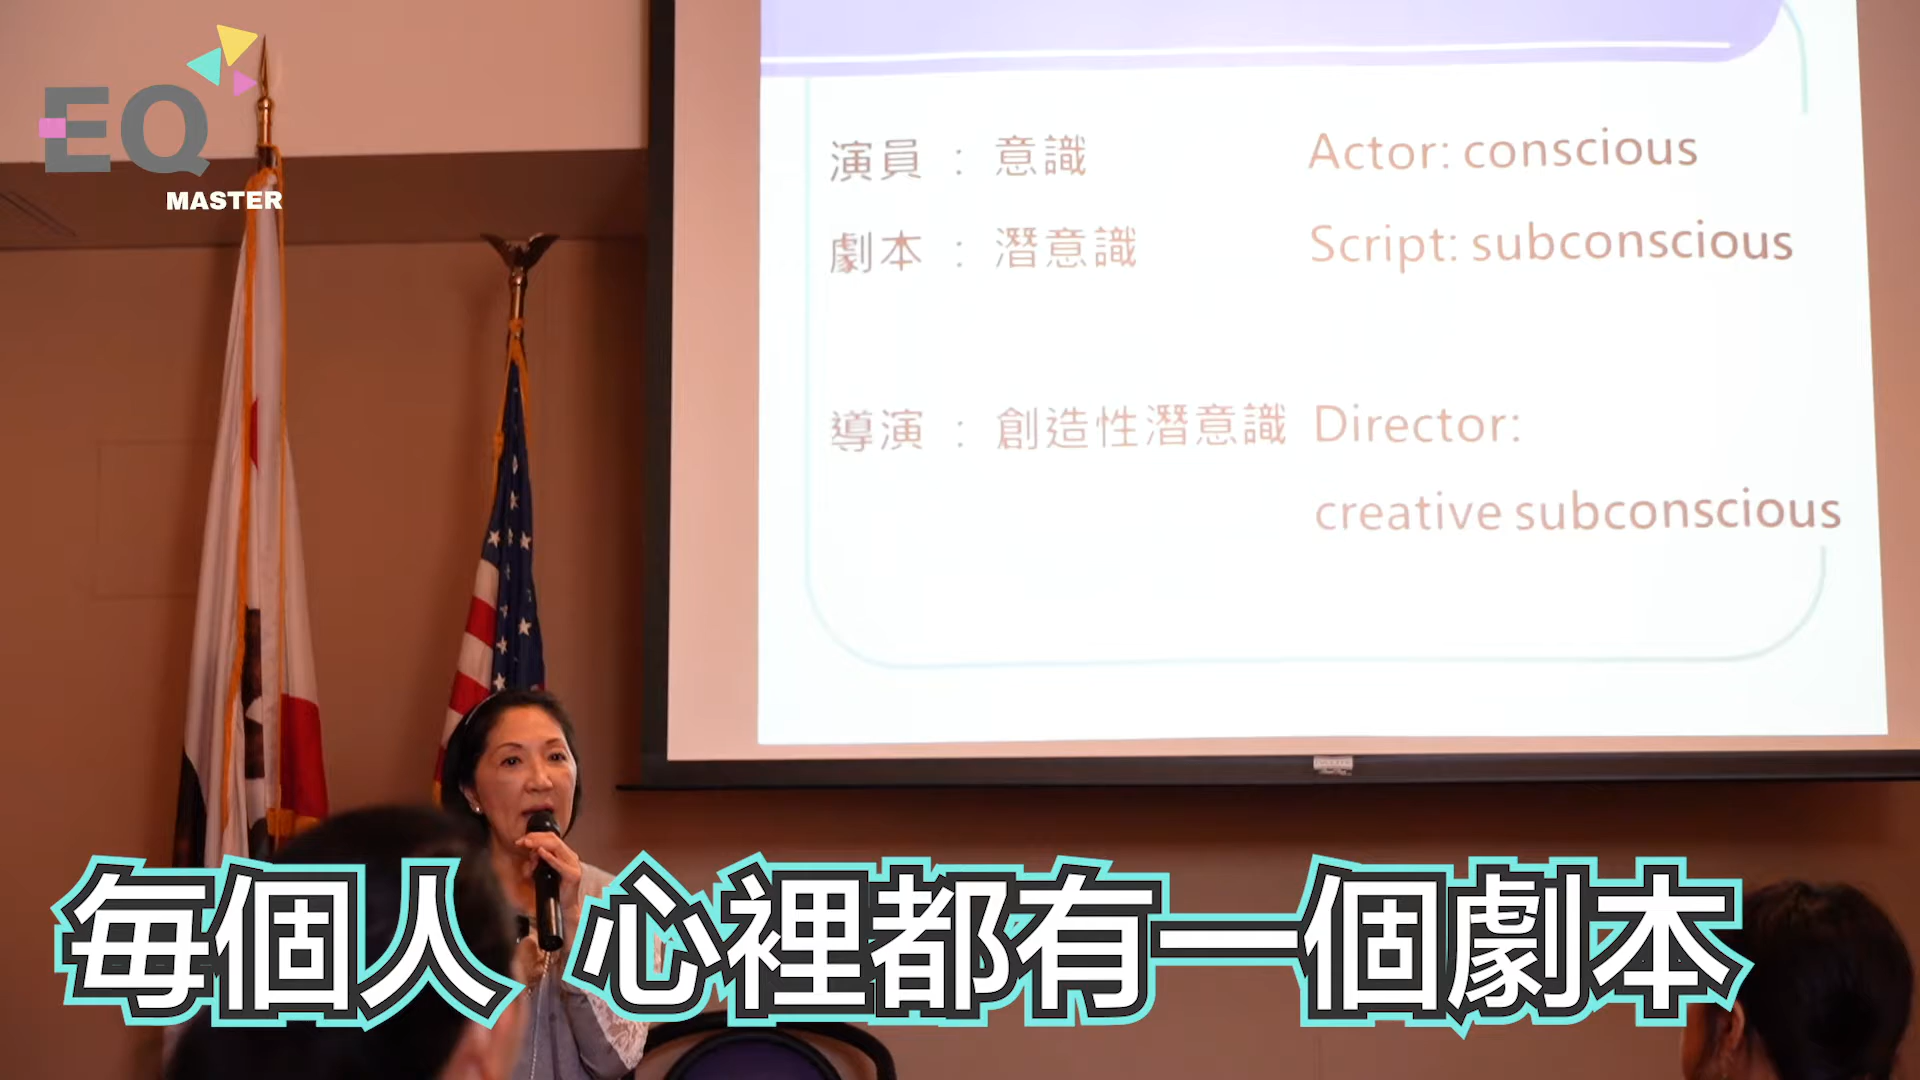 EQ
MASTER
演員 : 意識 Actor: conscious
劇本 : 潛意識 Script: subconscious
導演 : 創造性潛意識 Director:
creative subconscious
每個人 心裡都有一個劇本